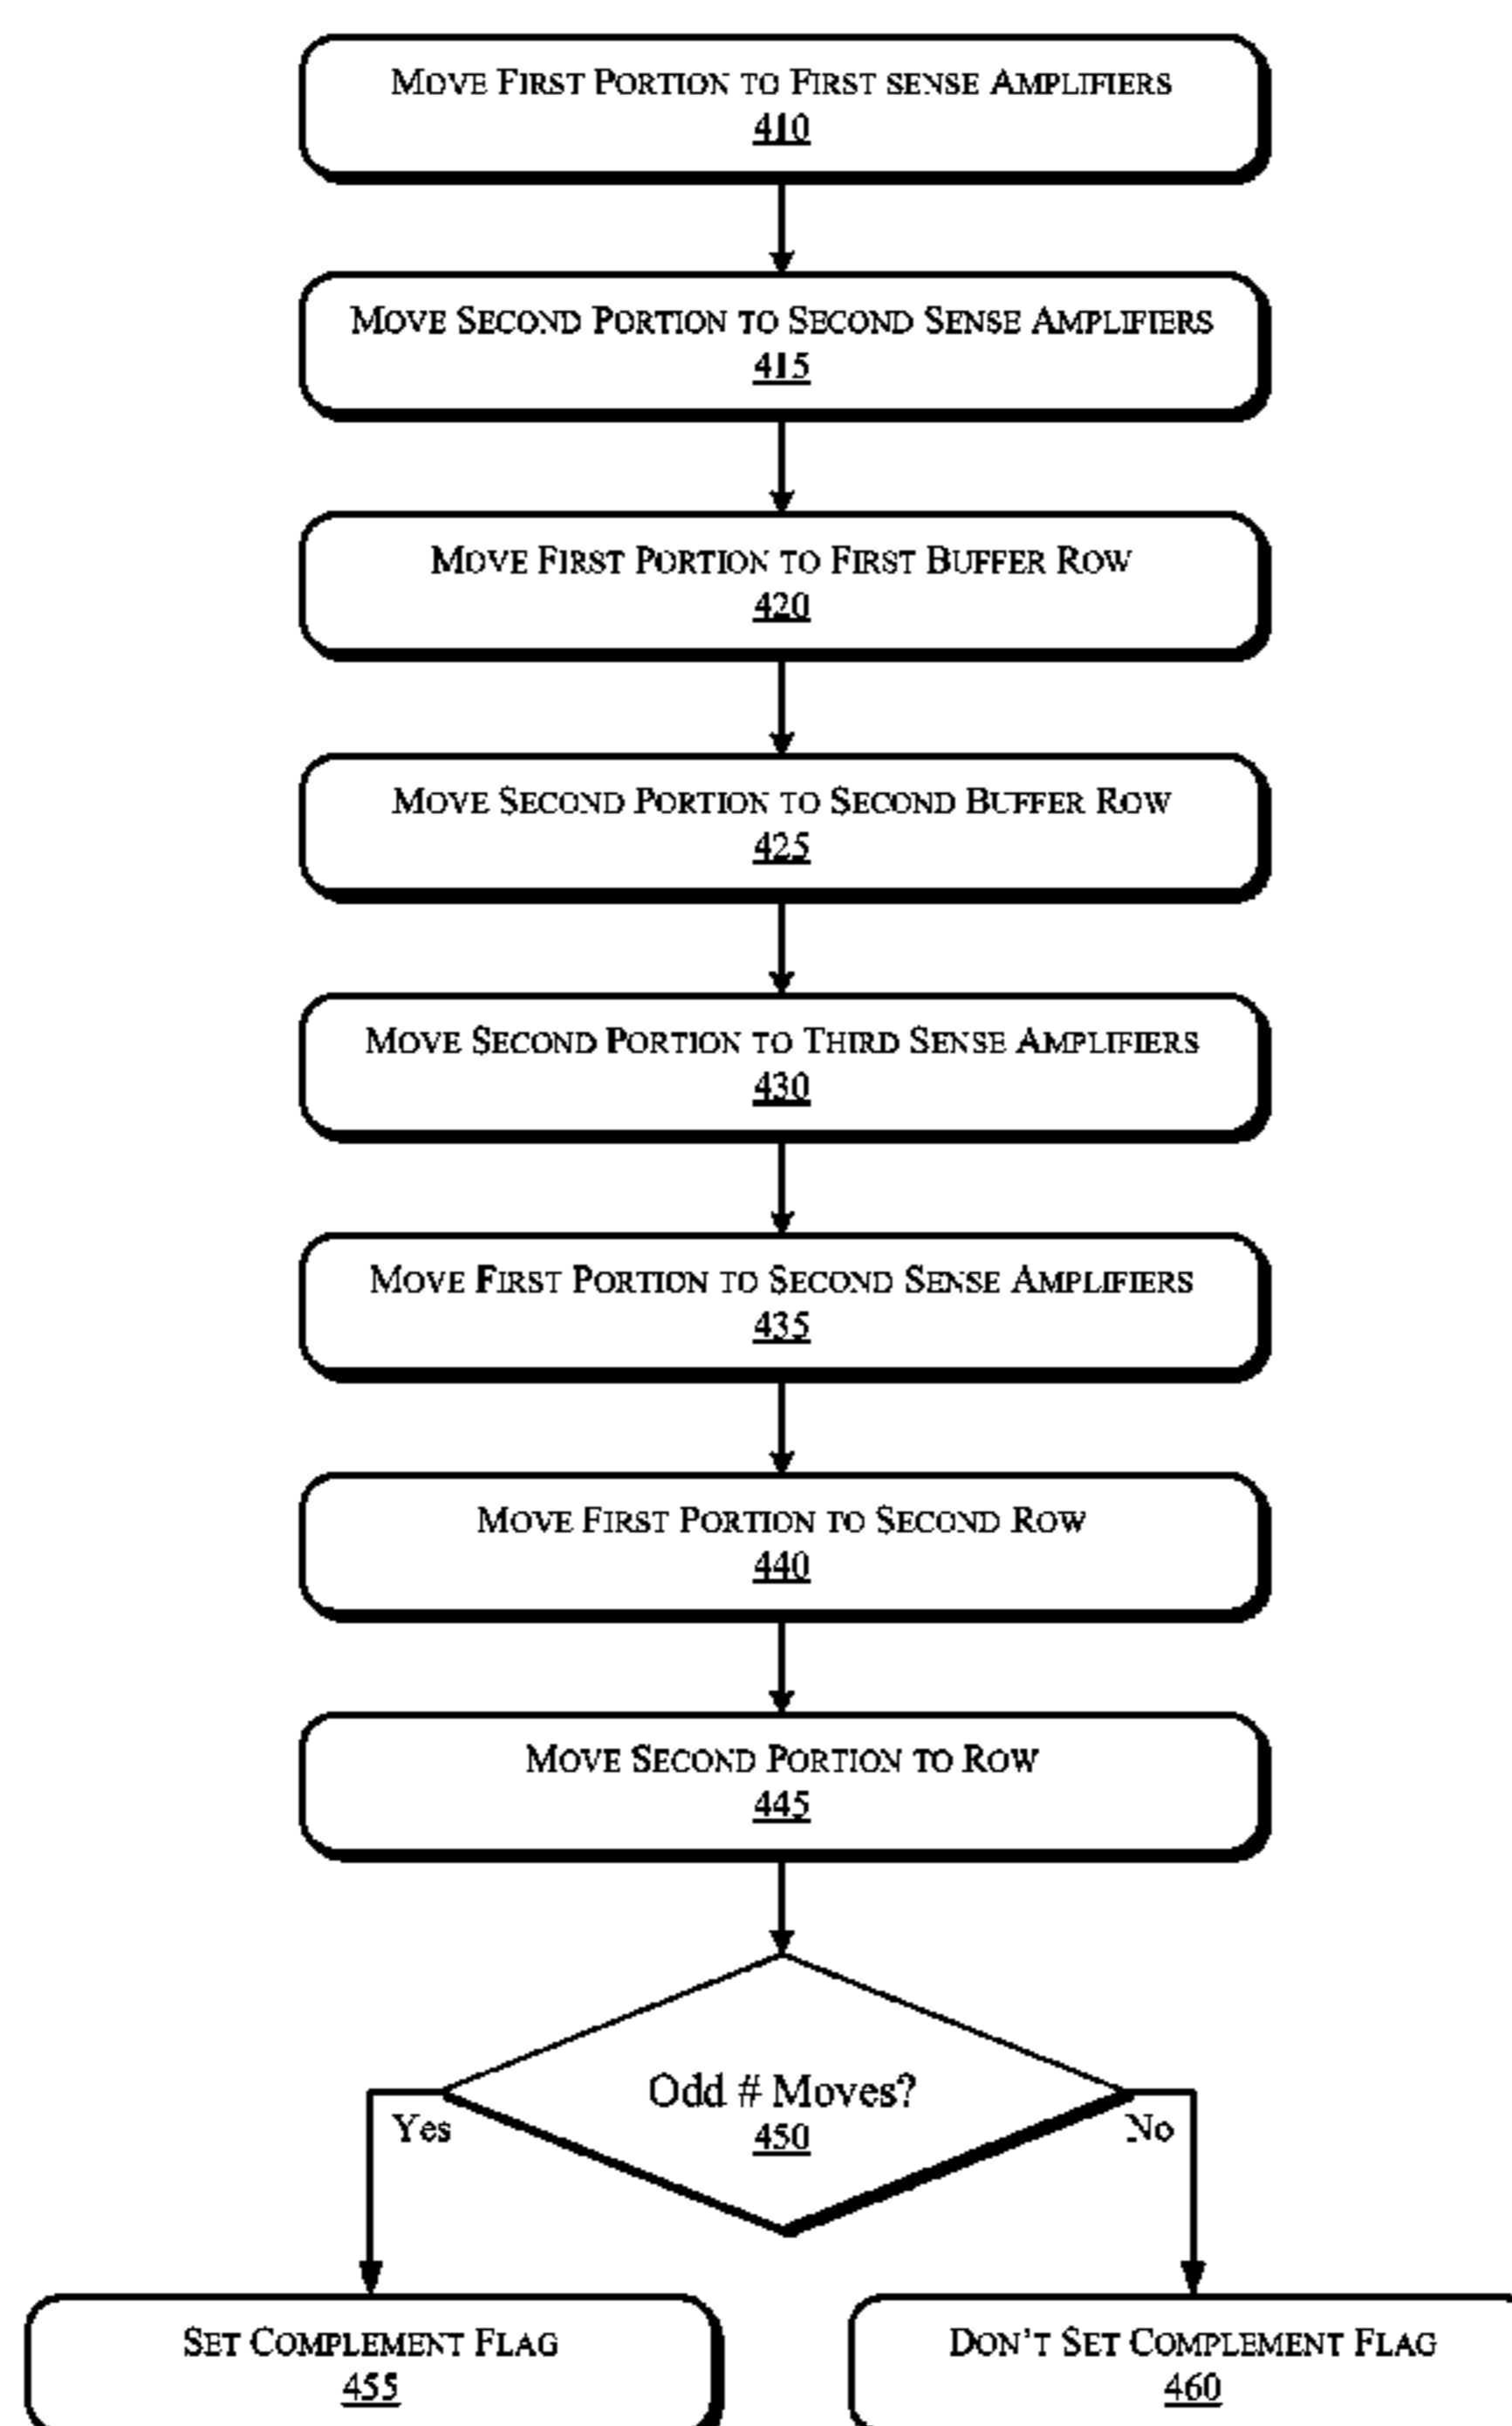 MOVE FIRST PORTION TO FIRST SENSE AMPLIFIERS
410
MOVE SECOND PORTION TO SECOND SENSE AMPLIFIERS
415
MOVE FIRST PORTION TO FIRST BUFFER ROW
420
MOVE SECOND PORTION TO SECOND BUFFER ROW
425
MOVE SECOND PORTION TO THIRD SENSE AMPLIFIERS
430
MOVE FIRST PORTION TO SECOND SENSE AMPLIFIERS
435
MOVE FIRST PORTION TO SECOND ROW
440
MOVE SECOND PORTION TO ROW
445
Odd # Moves?
450
Yes
No
SET COMPLEMENT FLAG
455
DON'T SET COMPLEMENT FLAG
460